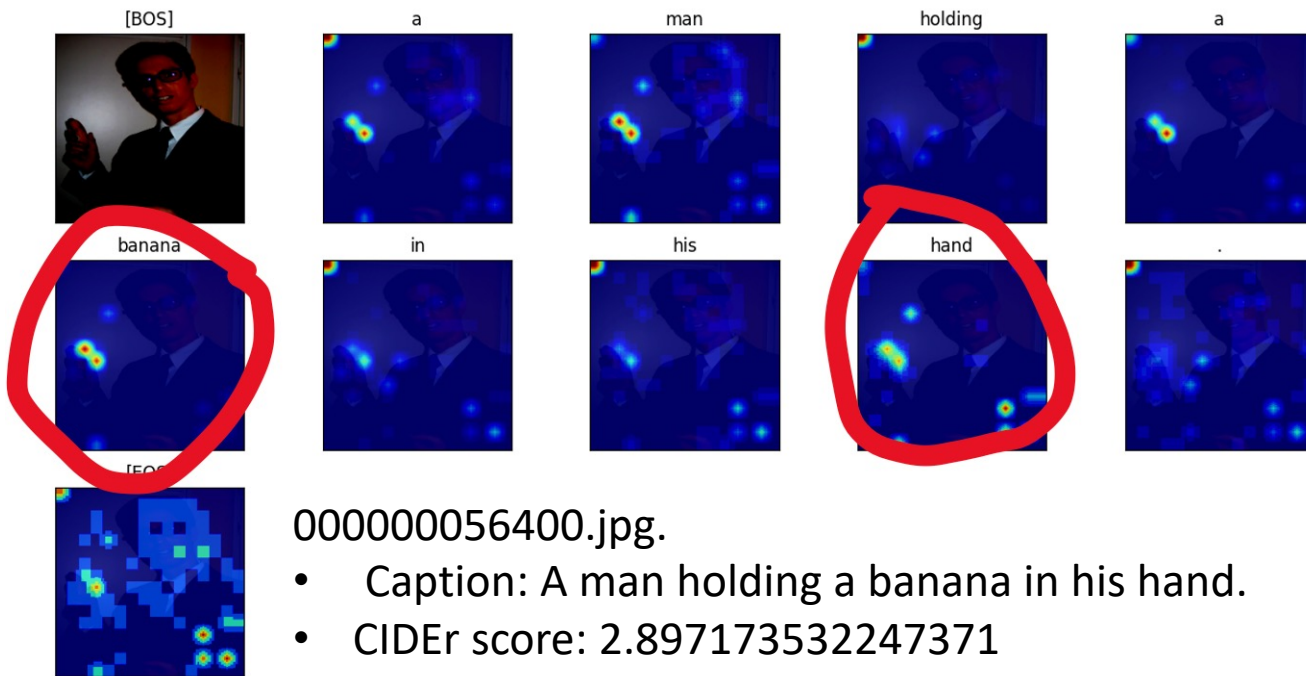 [BOS] a man holding a
banana in his hand .
[EOS]
000000056400.jpg.
• Caption: A man holding a banana in his hand.
• CIDEr score: 2.897173532247371